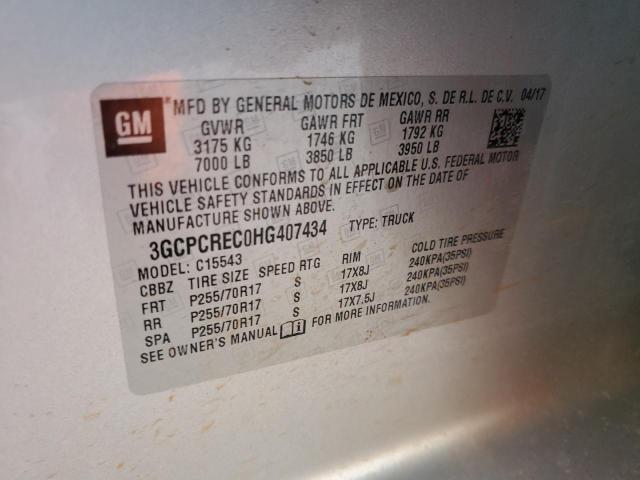 GM
*MFD BY GENERAL MOTORS DE MEXICO, S. DE R.L. DE C.V. 04/17
GVWR GAWR FRT GAWR RR
3175 KG 1746 KG 1792 KG
7000 LB 3850 LB 3950 LB
THIS VEHICLE CONFORMS TO ALL APPLICABLE U.S. FEDERAL MOTOR
VEHICLE SAFETY STANDARDS IN EFFECT ON THE DATE OF
MANUFACTURE SHOWN ABOVE.
3GCPCREC0HG407434 TYPE: TRUCK
MODEL: C15543
CBBZ TIRE SIZE SPEED RTG RIM COLD TIRE PRESSURE
FRT P255/70R17 S 17X8J 240KPA(35PSI)
RR P255/70R17 S 17X8J 240KPA(35PSI)
SPA P255/70R17 S 17X7.5J 240KPA(35PSI)
SEE OWNER'S MANUAL FOR MORE INFORMATION.